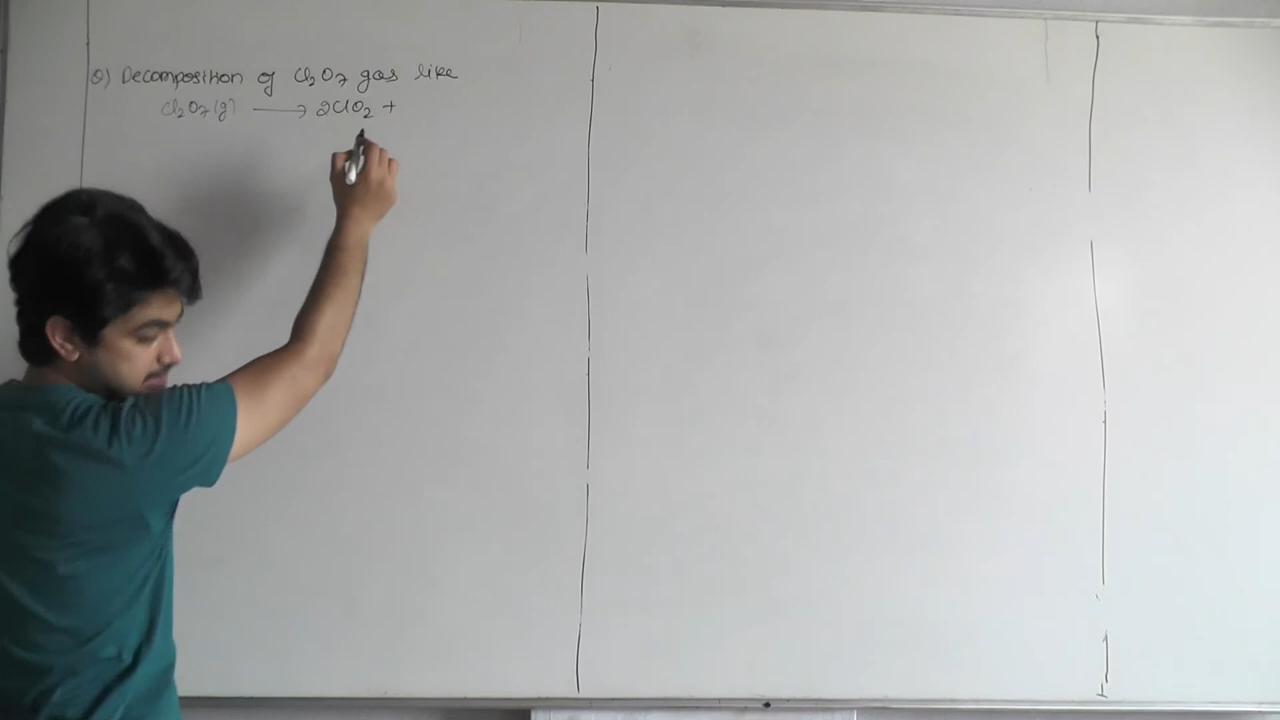 Q) Decomposition of Cl₂O₇ gas like
Cl₂O₇(g) ⟶ 2ClO₂ +